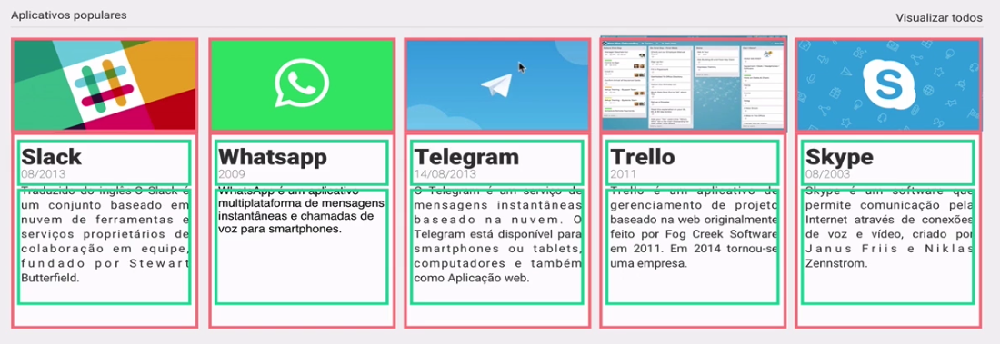 Aplicativos populares
Visualizar todos
Slack
08/2013
Traduzido do inglês-O Slack é
um conjunto baseado em
nuvem de ferramentas e
serviços proprietários de
colaboração em equipe,
fundado por Stewart
Butterfield.
Whatsapp
2009
WhatsApp é um aplicativo
multiplataforma de mensagens
instantâneas e chamadas de
voz para smartphones.
Telegram
14/08/2013
O Telegram é um serviço de
mensagens instantâneas
baseado na nuvem. O
Telegram está disponível para
smartphones ou tablets,
computadores e também
como Aplicação web.
Trello
2011
Trello é um aplicativo de
gerenciamento de projeto
baseado na web originalmente
feito por Fog Creek Software
em 2011. Em 2014 tornou-se
uma empresa.
Skype
08/2003
Skype é um software que
permite comunicação pela
Internet através de conexões
de voz e vídeo, criado por
Janus Friis e Niklas
Zennstrom.